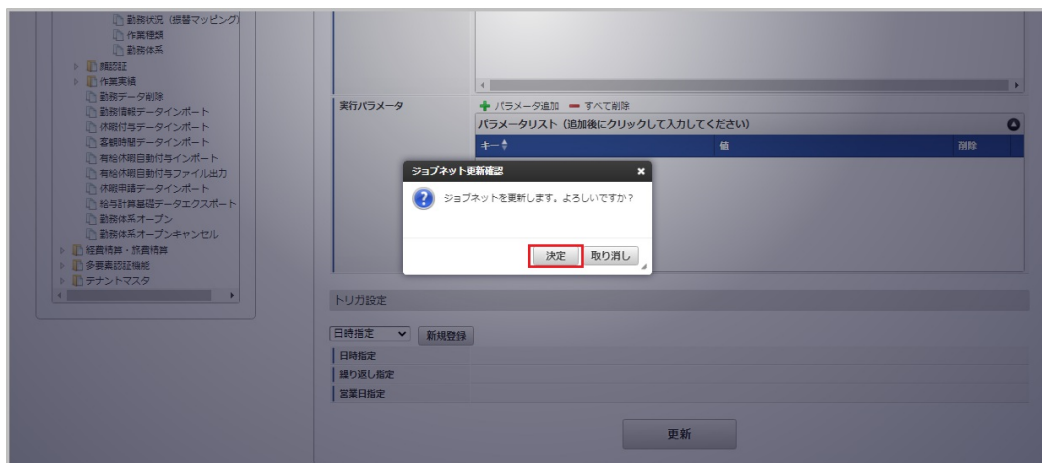 勤務状況（振替マッピング）
作業種類
勤務体系
顔認証
作業実績
勤務データ削除
勤務情報データインポート
休暇付与データインポート
客観時間データインポート
有給休暇自動付与インポート
有給休暇自動付与ファイル出力
休暇申請データインポート
給与計算基礎データエクスポート
勤務体系オープン
勤務体系オープンキャンセル
経費精算・旅費精算
多要素認証機能
テナントマスタ
実行パラメータ
パラメータ追加 すべて削除
パラメータリスト（追加後にクリックして入力してください）
キー 値 削除
ジョブネット更新確認
ジョブネットを更新します。よろしいですか？
決定 取り消し
トリガ設定
日時指定 新規登録
日時指定
繰り返し指定
営業日指定
更新